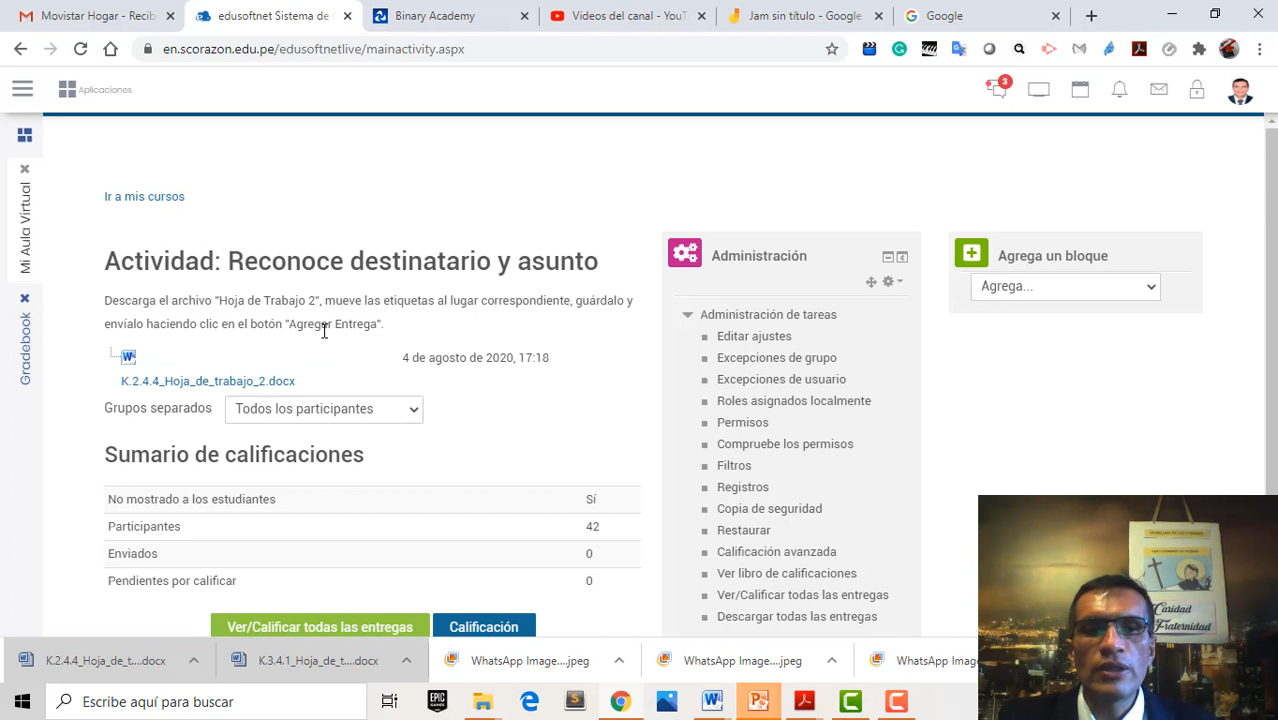 Movistar Hogar - Recib
edusoftnet Sistema de
Binary Academy
Videos del canal - YouT
Jam sin título - Google
Google
en.scorazon.edu.pe/edusoftnetlive/mainactivity.aspx
Aplicaciones
3
Mi Aula Virtual
Gradebook
Ir a mis cursos
Actividad: Reconoce destinatario y asunto
Descarga el archivo "Hoja de Trabajo 2", mueve las etiquetas al lugar correspondiente, guárdalo y
envíalo haciendo clic en el botón "Agregar Entrega".
4 de agosto de 2020, 17:18
K.2.4.4_Hoja_de_trabajo_2.docx
Grupos separados
Todos los participantes
Sumario de calificaciones
No mostrado a los estudiantes Sí
Participantes 42
Enviados 0
Pendientes por calificar 0
Ver/Calificar todas las entregas
Calificación
Administración
Administración de tareas
Editar ajustes
Excepciones de grupo
Excepciones de usuario
Roles asignados localmente
Permisos
Compruebe los permisos
Filtros
Registros
Copia de seguridad
Restaurar
Calificación avanzada
Ver libro de calificaciones
Ver/Calificar todas las entregas
Descargar todas las entregas
Agrega un bloque
Agrega...
Caridad
Fraternidad
K.2.4.4_Hoja_de_t....docx
K.3.4.1_Hoja_de_t....docx
WhatsApp Image....jpeg
WhatsApp Image....jpeg
WhatsApp Imag
Escribe aquí para buscar
EPIC
GAMES